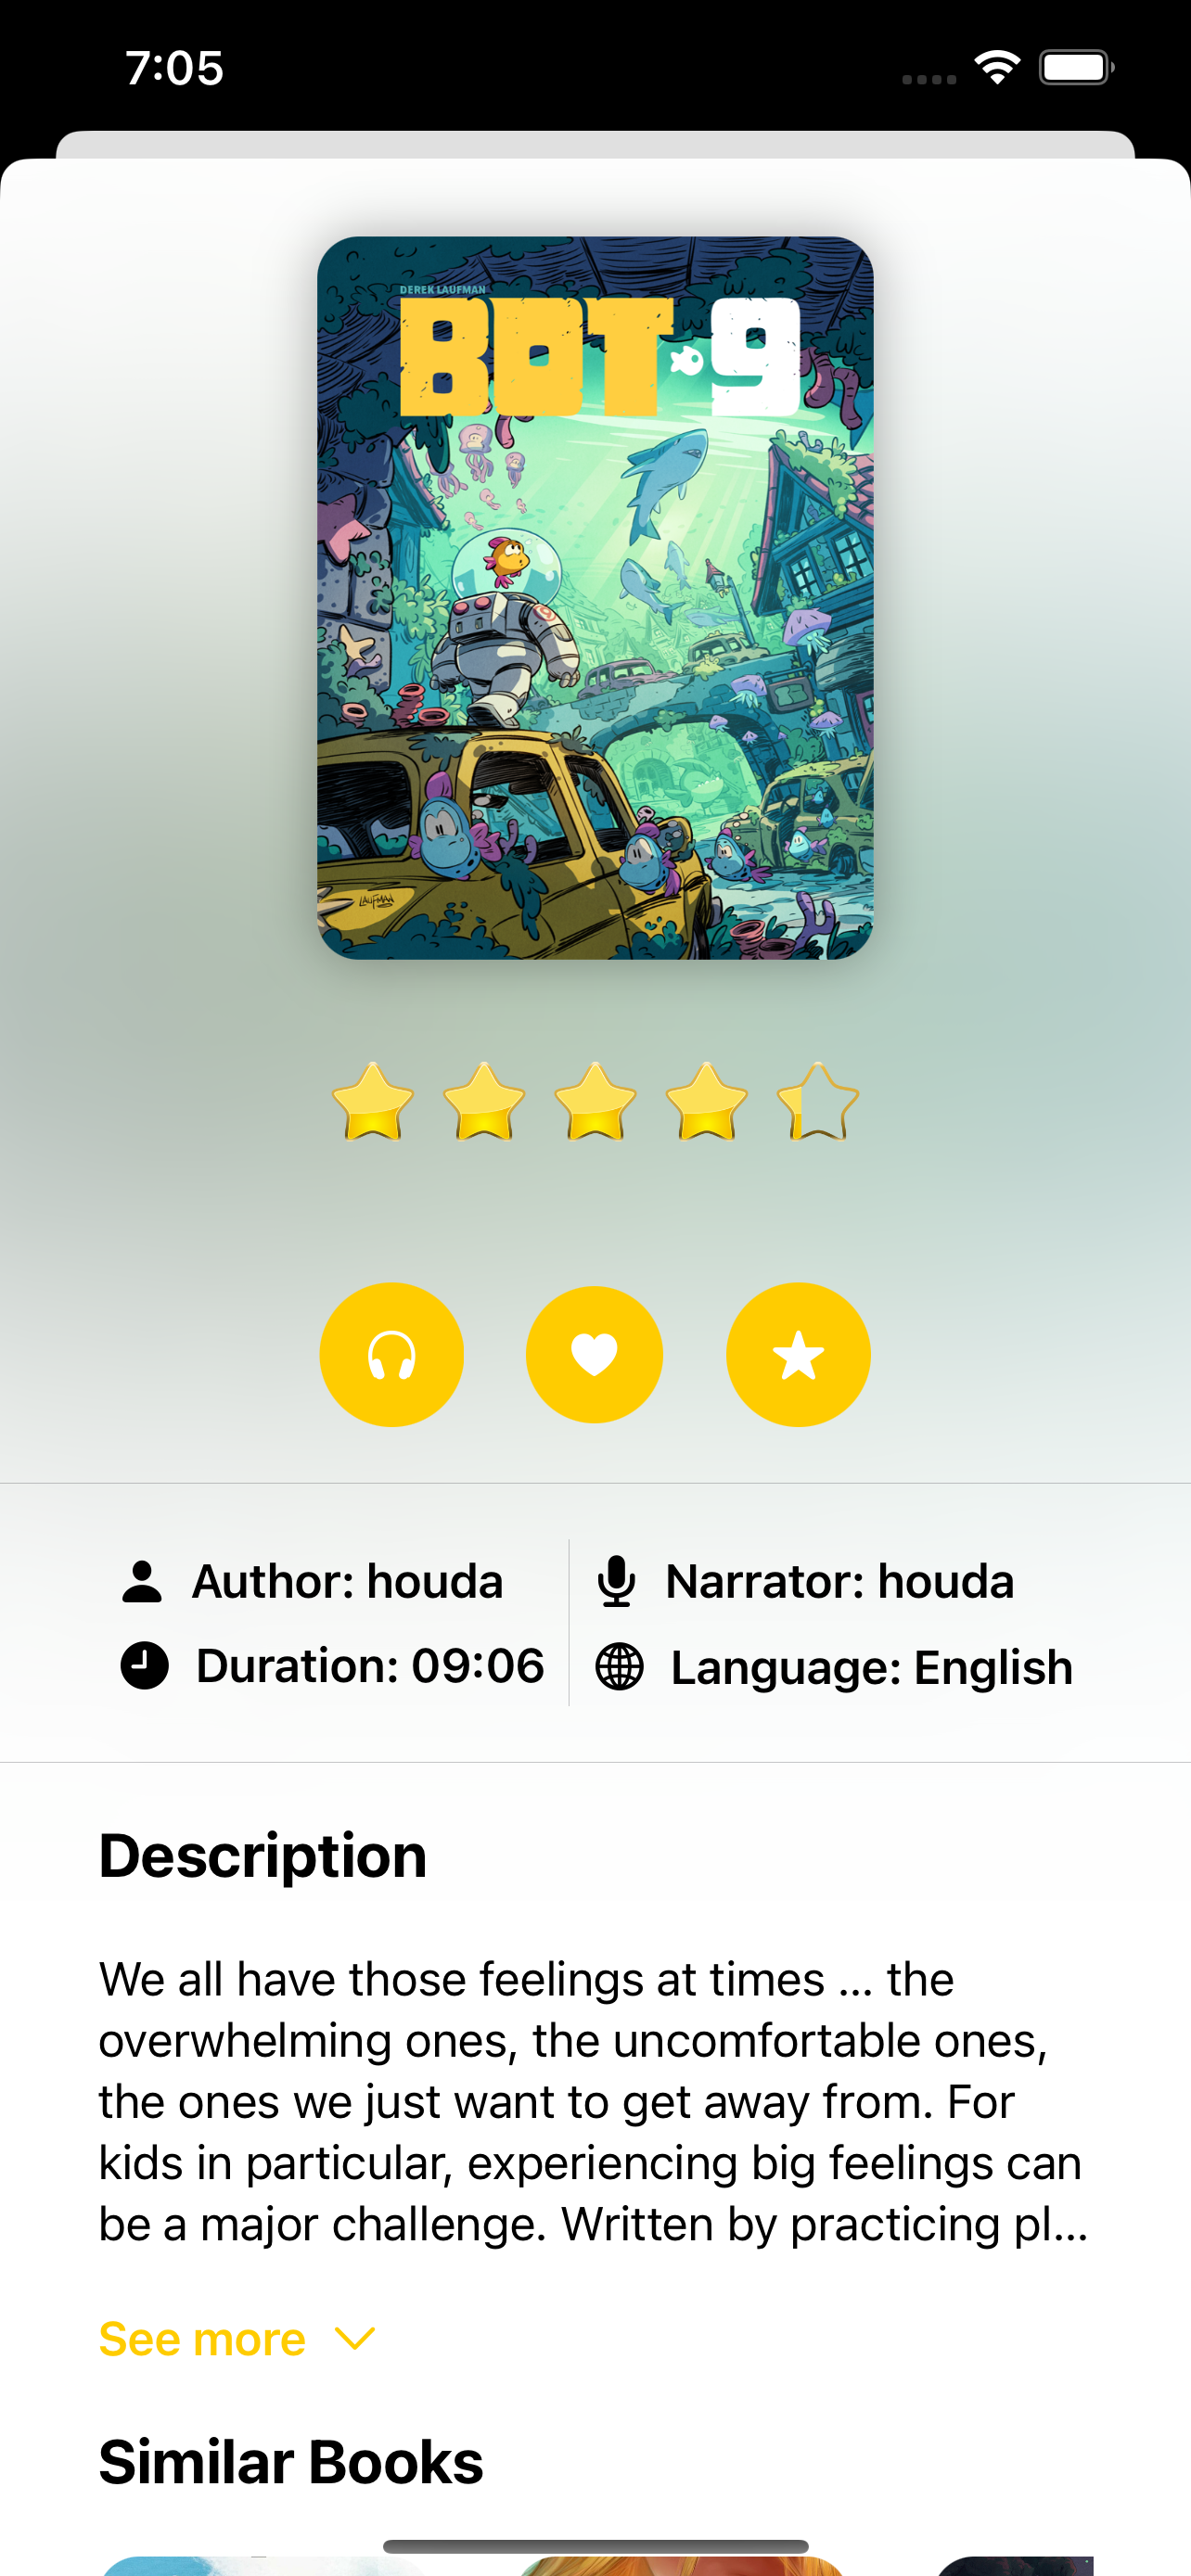 7:05
DEREK LAUFMAN
BOT·9
LAUFMAN
Author: houda
Narrator: houda
Duration: 09:06
Language: English
Description
We all have those feelings at times ... the
overwhelming ones, the uncomfortable ones,
the ones we just want to get away from. For
kids in particular, experiencing big feelings can
be a major challenge. Written by practicing pl...
See more
Similar Books